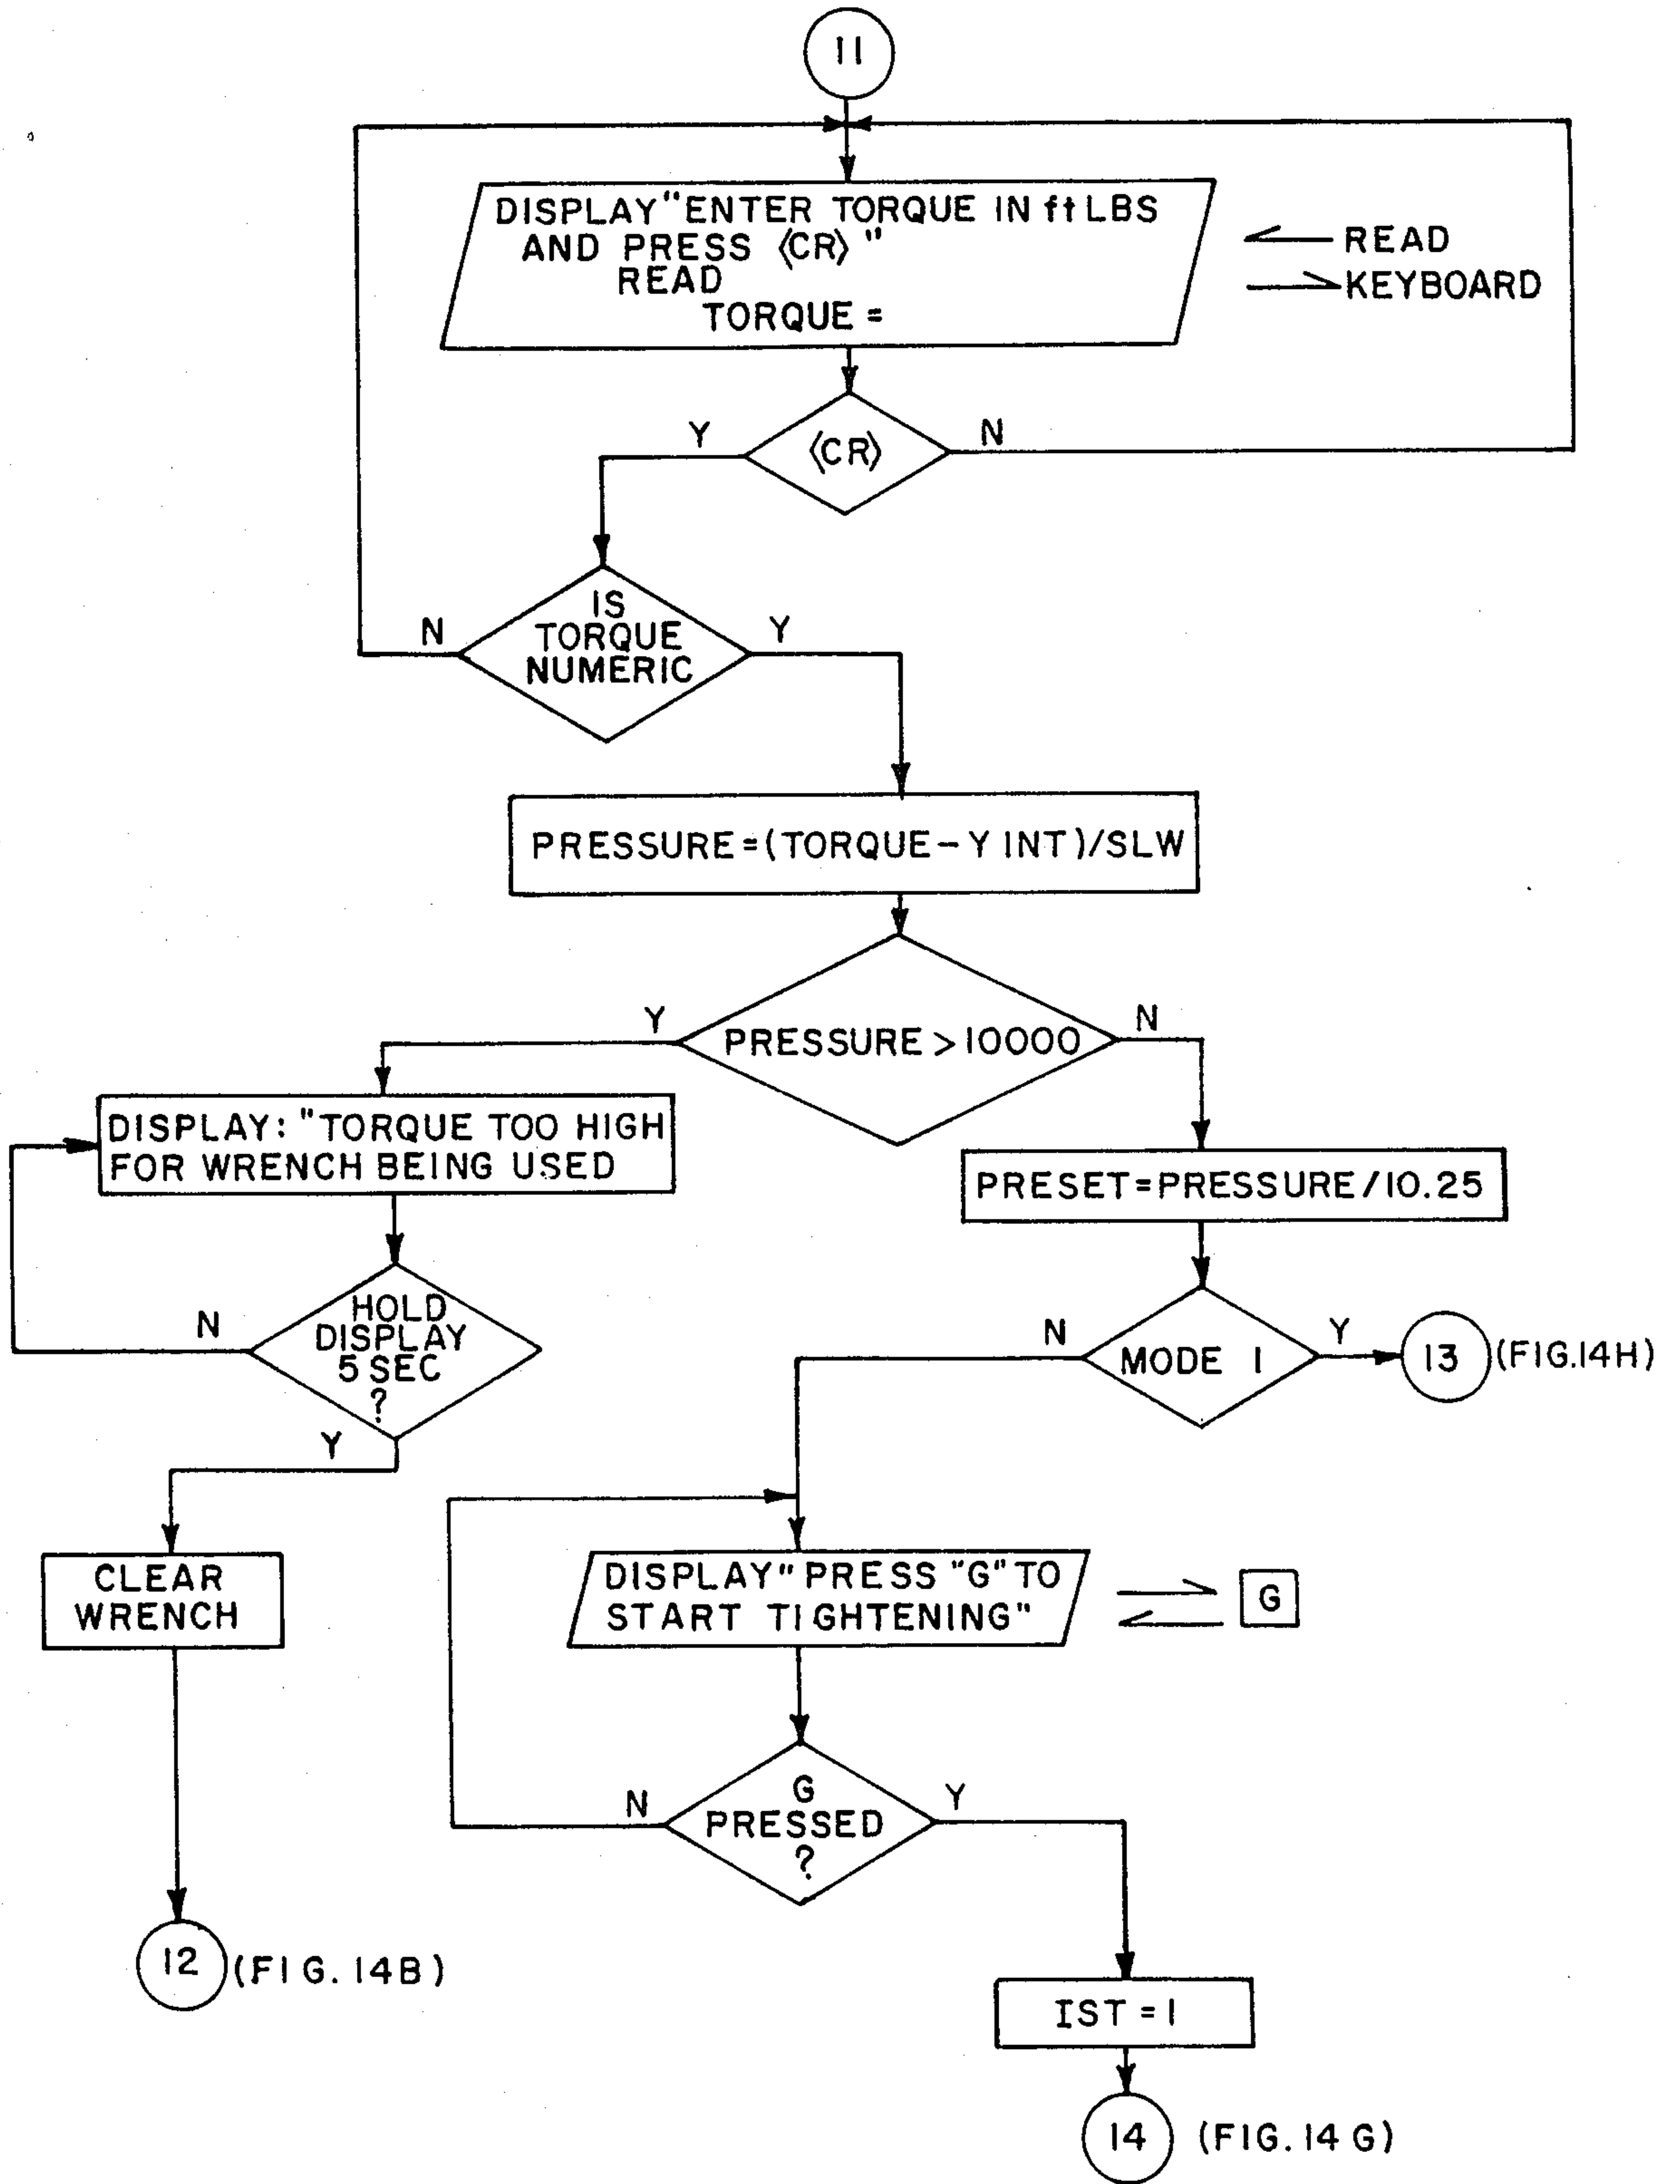 11
DISPLAY "ENTER TORQUE IN ft LBS
AND PRESS ⟨CR⟩ "
READ
TORQUE =
READ
KEYBOARD
Y
⟨CR⟩
N
IS
TORQUE
NUMERIC
N
Y
PRESSURE = (TORQUE - Y INT)/SLW
Y
PRESSURE > 10000
N
DISPLAY: "TORQUE TOO HIGH
FOR WRENCH BEING USED
PRESET = PRESSURE / 10.25
N
HOLD
DISPLAY
5 SEC
?
Y
N
MODE 1
Y
13 (FIG. 14H)
CLEAR
WRENCH
DISPLAY "PRESS "G" TO
START TIGHTENING"
G
N
G
PRESSED
?
Y
12 (FIG. 14B)
IST = 1
14 (FIG. 14 G)